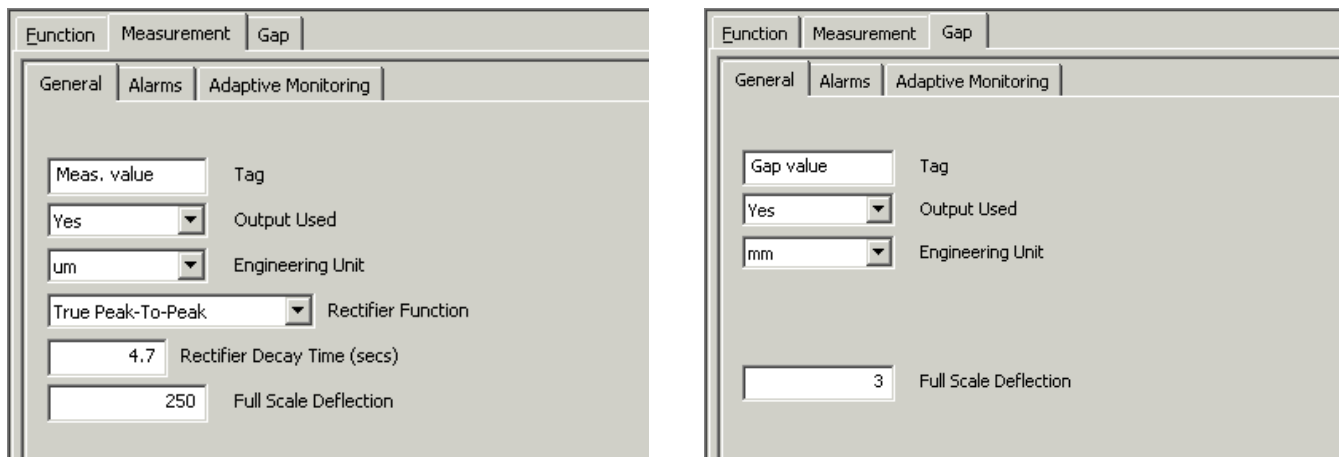 Function Measurement Gap
General Alarms Adaptive Monitoring
Meas. value Tag
Yes Output Used
um Engineering Unit
True Peak-To-Peak Rectifier Function
4.7 Rectifier Decay Time (secs)
250 Full Scale Deflection
Function Measurement Gap
General Alarms Adaptive Monitoring
Gap value Tag
Yes Output Used
mm Engineering Unit
3 Full Scale Deflection